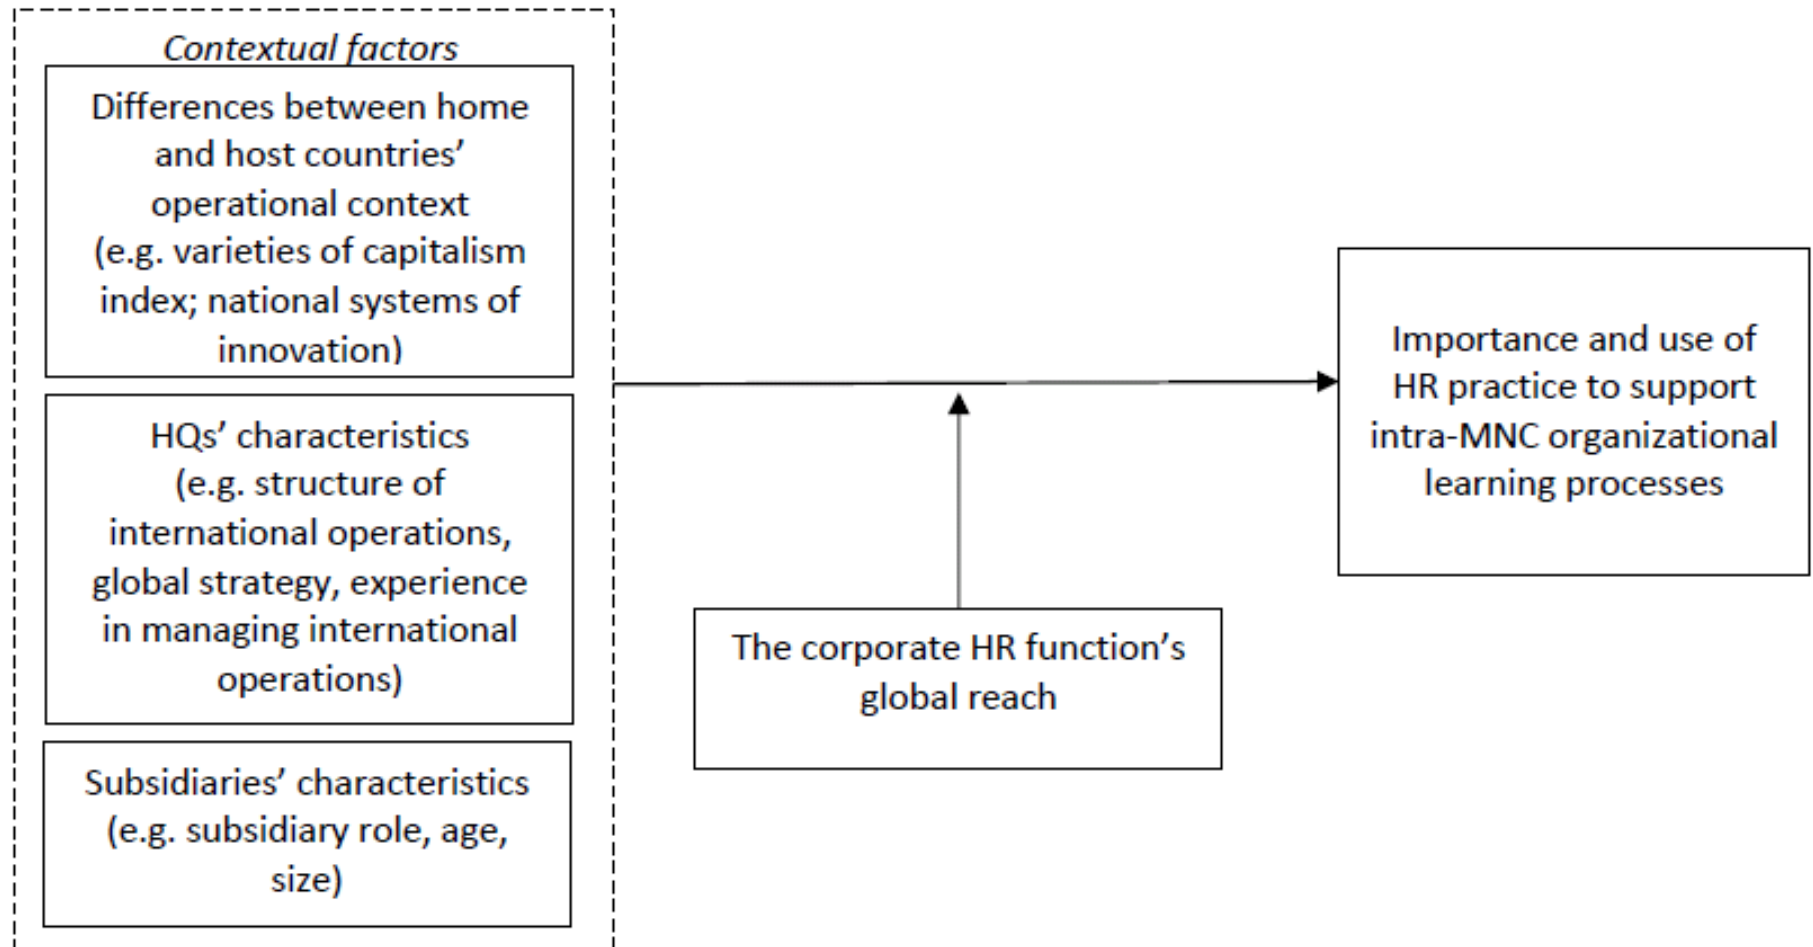 Contextual factors
Differences between home
and host countries’
operational context
(e.g. varieties of capitalism
index; national systems of
innovation)
HQs’ characteristics
(e.g. structure of
international operations,
global strategy, experience
in managing international
operations)
Subsidiaries’ characteristics
(e.g. subsidiary role, age,
size)
The corporate HR function’s
global reach
Importance and use of
HR practice to support
intra-MNC organizational
learning processes